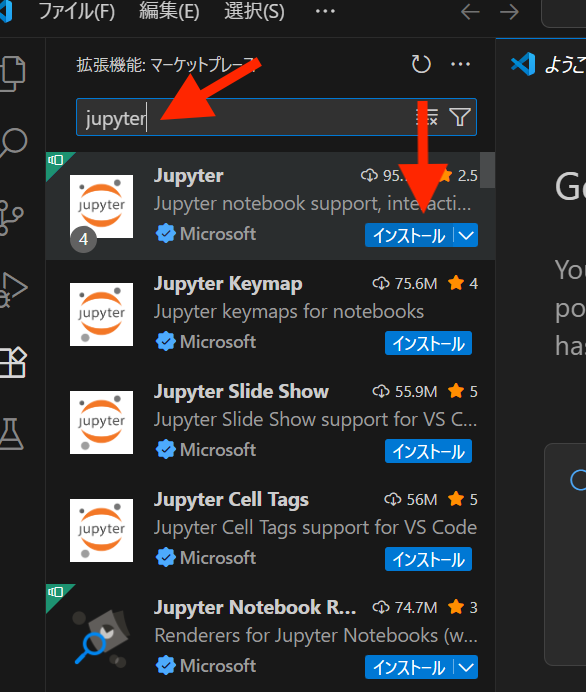 ファイル(F) 編集(E) 選択(S) ···
拡張機能: マーケットプレース
ようこ
jupyter
Jupyter 2.5
Jupyter notebook support,
Microsoft インストール
4
Jupyter Keymap 75.6M 4
Jupyter keymaps for notebooks
Microsoft インストール
Jupyter Slide Show 55.9M 5
Jupyter Slide Show support for VS C...
Microsoft インストール
Jupyter Cell Tags 56M 5
Jupyter Cell Tags support for VS Code
Microsoft インストール
Jupyter Notebook R... 74.7M 3
Renderers for Jupyter Notebooks (w...
Microsoft インストール
jupyter
jupyter
jupyter
jupyter
Ge
You
po
has